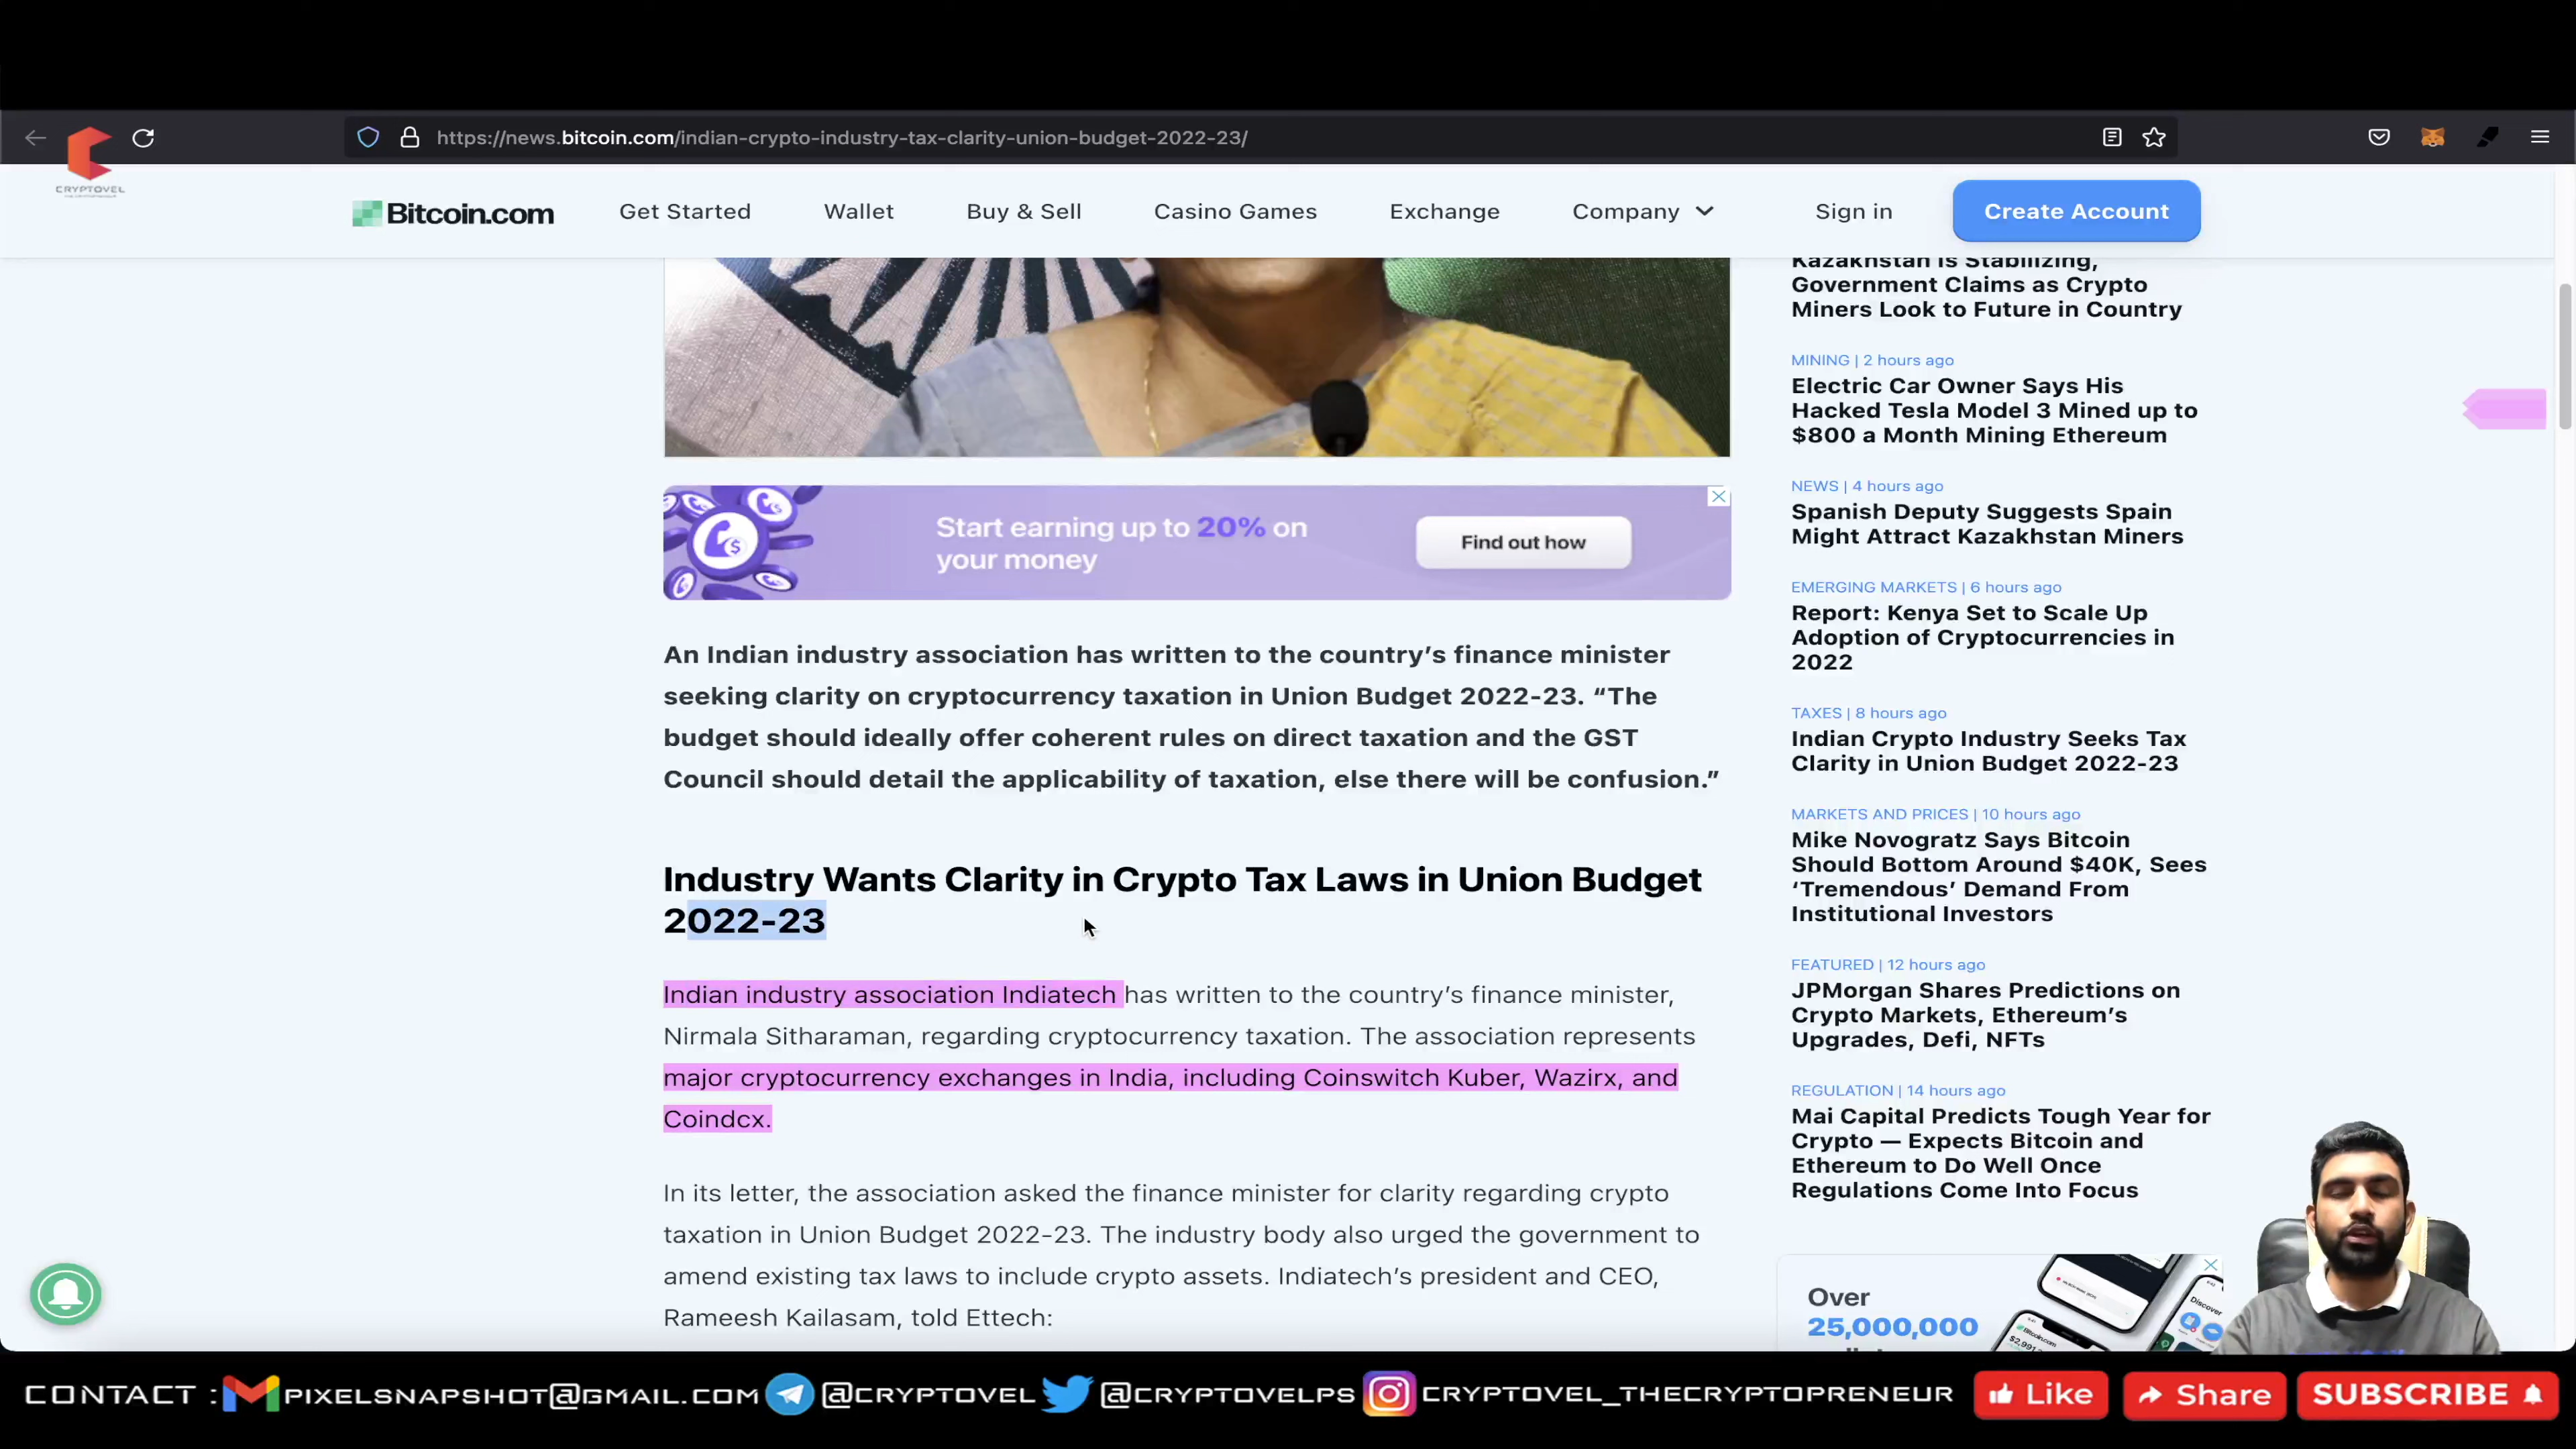 https://news.bitcoin.com/indian-crypto-industry-tax-clarity-union-budget-2022-23/
CRYPTOVEL
Bitcoin.com
Get Started
Wallet
Buy & Sell
Casino Games
Exchange
Company
Sign in
Create Account
Start earning up to 20% on
your money
Find out how
An Indian industry association has written to the country’s finance minister
seeking clarity on cryptocurrency taxation in Union Budget 2022-23. “The
budget should ideally offer coherent rules on direct taxation and the GST
Council should detail the applicability of taxation, else there will be confusion.”
Industry Wants Clarity in Crypto Tax Laws in Union Budget
2022-23
Indian industry association Indiatech has written to the country’s finance minister,
Nirmala Sitharaman, regarding cryptocurrency taxation. The association represents
major cryptocurrency exchanges in India, including Coinswitch Kuber, Wazirx, and
Coindcx.
In its letter, the association asked the finance minister for clarity regarding crypto
taxation in Union Budget 2022-23. The industry body also urged the government to
amend existing tax laws to include crypto assets. Indiatech’s president and CEO,
Rameesh Kailasam, told Ettech:
Kazakhstan Is Stabilizing,
Government Claims as Crypto
Miners Look to Future in Country
MINING | 2 hours ago
Electric Car Owner Says His
Hacked Tesla Model 3 Mined up to
$800 a Month Mining Ethereum
NEWS | 4 hours ago
Spanish Deputy Suggests Spain
Might Attract Kazakhstan Miners
EMERGING MARKETS | 6 hours ago
Report: Kenya Set to Scale Up
Adoption of Cryptocurrencies in
2022
TAXES | 8 hours ago
Indian Crypto Industry Seeks Tax
Clarity in Union Budget 2022-23
MARKETS AND PRICES | 10 hours ago
Mike Novogratz Says Bitcoin
Should Bottom Around $40K, Sees
‘Tremendous’ Demand From
Institutional Investors
FEATURED | 12 hours ago
JPMorgan Shares Predictions on
Crypto Markets, Ethereum’s
Upgrades, Defi, NFTs
REGULATION | 14 hours ago
Mai Capital Predicts Tough Year for
Crypto — Expects Bitcoin and
Ethereum to Do Well Once
Regulations Come Into Focus
Over
25,000,000
Discover
CONTACT : PIXELSNAPSHOT@GMAIL.COM @CRYPTOVEL @CRYPTOVELPS CRYPTOVEL_THECRYPTOPRENEUR Like Share SUBSCRIBE